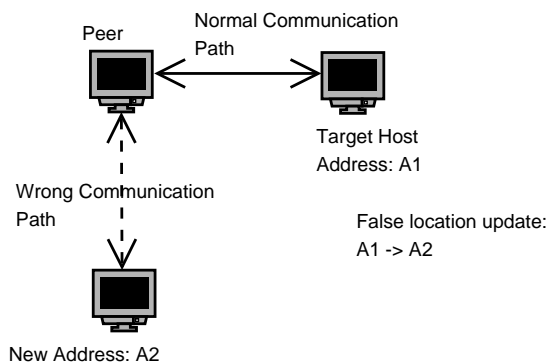 Peer
Normal Communication
Path
Target Host
Address: A1
Wrong Communication
Path
False location update:
A1 -> A2
New Address: A2